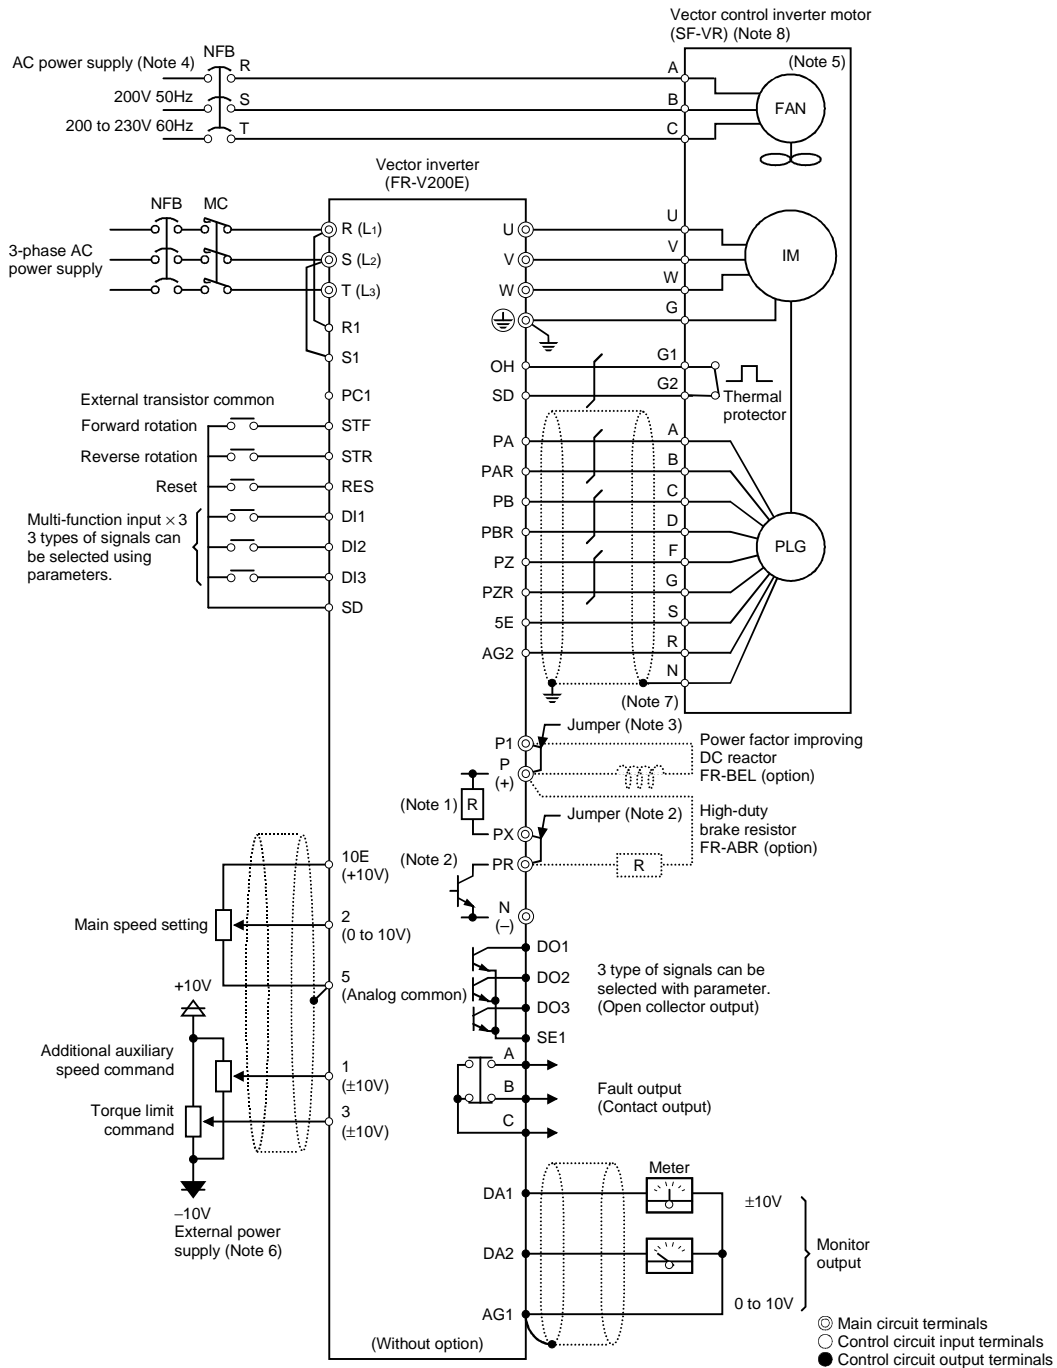 Vector control inverter motor
(SF-VR) (Note 8)
(Note 5)
AC power supply (Note 4)
NFB
R
A
200V 50Hz
S
B
FAN
200 to 230V 60Hz
T
C
Vector inverter
(FR-V200E)
NFB
MC
3-phase AC
power supply
R (L1)
S (L2)
T (L3)
R1
S1
PC1
U
V
W
U
V
W
G
IM
OH
SD
G1
G2
Thermal
protector
External transistor common
Forward rotation
STF
Reverse rotation
STR
Reset
RES
Multi-function input × 3
3 types of signals can
be selected using
parameters.
DI1
DI2
DI3
SD
PA
A
PAR
B
PB
C
PBR
D
PZ
F
PZR
G
5E
S
AG2
R
N
PLG
(Note 7)
Jumper (Note 3)
P1
P
(+)
Power factor improving
DC reactor
FR-BEL (option)
(Note 1)
R
Jumper (Note 2)
High-duty
brake resistor
FR-ABR (option)
PX
(Note 2)
PR
R
N
(–)
10E
(+10V)
Main speed setting
2
(0 to 10V)
5
(Analog common)
+10V
Additional auxiliary
speed command
1
(±10V)
Torque limit
command
3
(±10V)
–10V
External power
supply (Note 6)
DO1
DO2
DO3
SE1
3 type of signals can be
selected with parameter.
(Open collector output)
A
B
C
Fault output
(Contact output)
Meter
DA1
±10V
DA2
Monitor
output
0 to 10V
AG1
(Without option)
Main circuit terminals
Control circuit input terminals
Control circuit output terminals